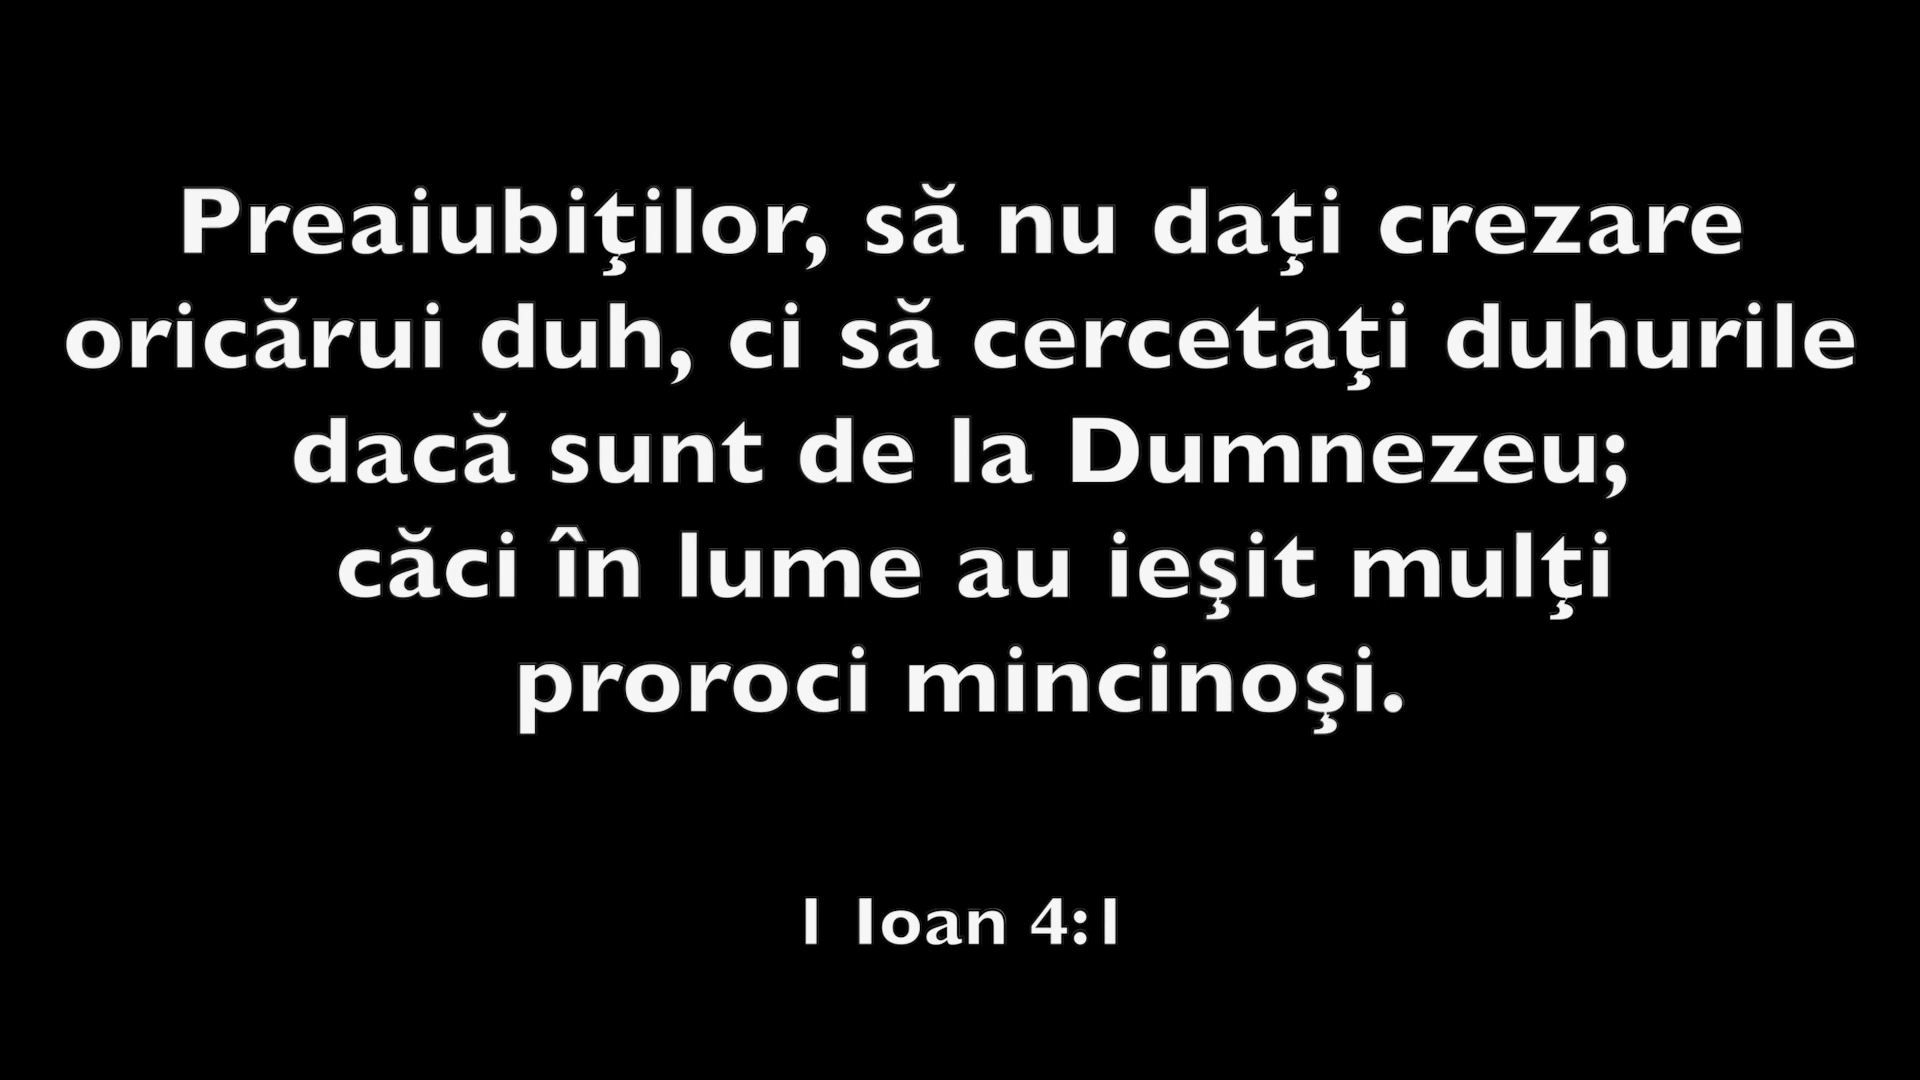 Preaiubiţilor, să nu daţi crezare
oricărui duh, ci să cercetaţi duhurile
dacă sunt de la Dumnezeu;
căci în lume au ieşit mulţi
proroci mincinoşi.
1 Ioan 4:1